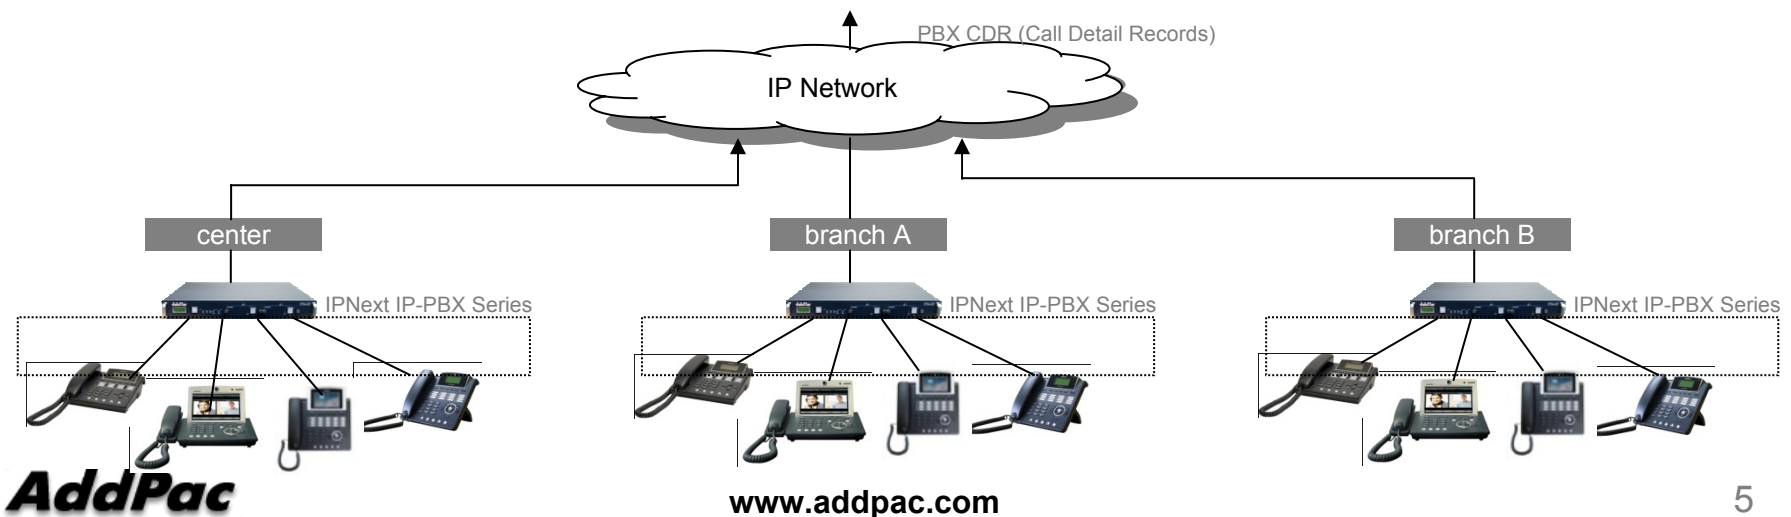 PBX CDR (Call Detail Records)
IP Network
center
branch A
branch B
IPNext IP-PBX Series
IPNext IP-PBX Series
IPNext IP-PBX Series
AddPac
www.addpac.com
5